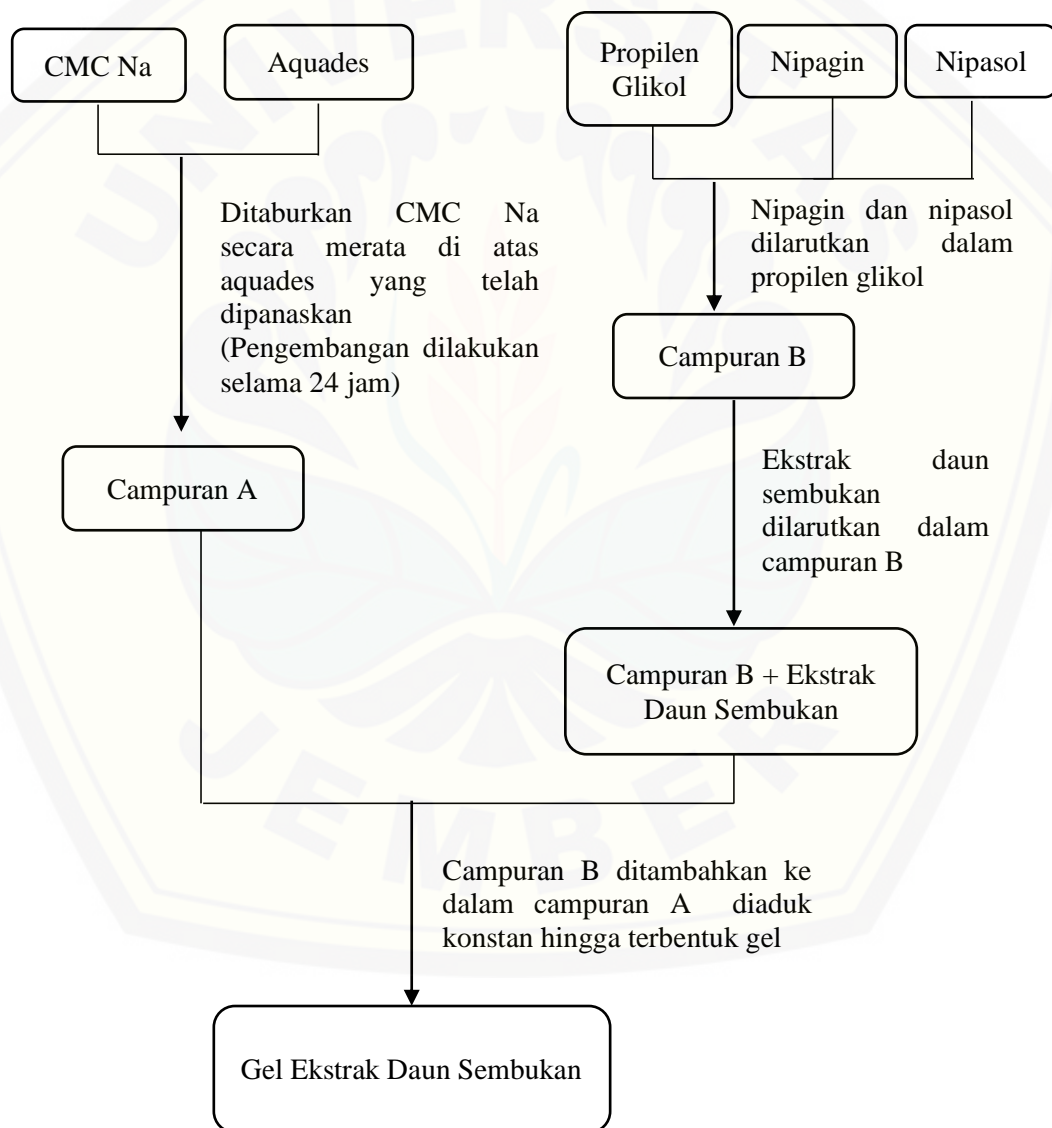 UNIVERSITAS
CMC Na
Aquades
Propilen
Glikol
Nipagin
Nipasol
Ditaburkan CMC Na
secara merata di atas
aquades yang telah
dipanaskan
(Pengembangan dilakukan
selama 24 jam)
Nipagin dan nipasol
dilarutkan dalam
propilen glikol
Campuran B
Campuran A
Ekstrak daun
sembukan
dilarutkan dalam
campuran B
Campuran B + Ekstrak
Daun Sembukan
JEMBER
Campuran B ditambahkan ke
dalam campuran A diaduk
konstan hingga terbentuk gel
Gel Ekstrak Daun Sembukan